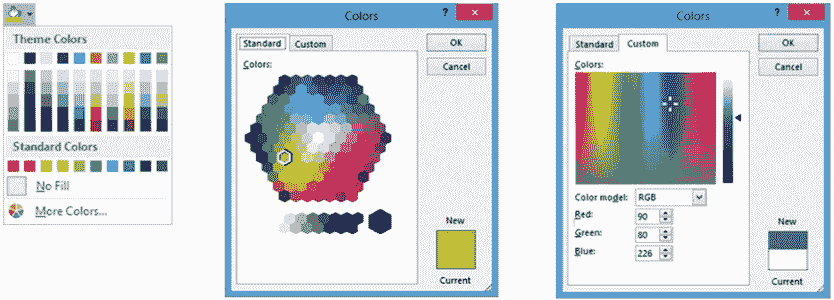 Theme Colors
Standard Colors
No Fill
More Colors...
Colors
? ×
Standard Custom
OK
Cancel
Colors:
New
Current
Colors
? ×
Standard Custom
OK
Cancel
Colors:
Color model: RGB
Red: 90
Green: 80
Blue: 226
New
Current